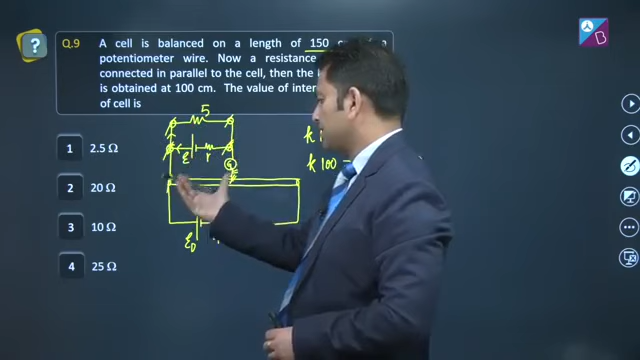 Q.9 A cell is balanced on a length of 150
potentiometer wire. Now a resistance
connected in parallel to the cell, then the
is obtained at 100 cm. The value of inter
of cell is
5
1 2.5 Ω
ε r
k
G
k 100 =
2 20 Ω
3 10 Ω
ε0
4 25 Ω
A
B